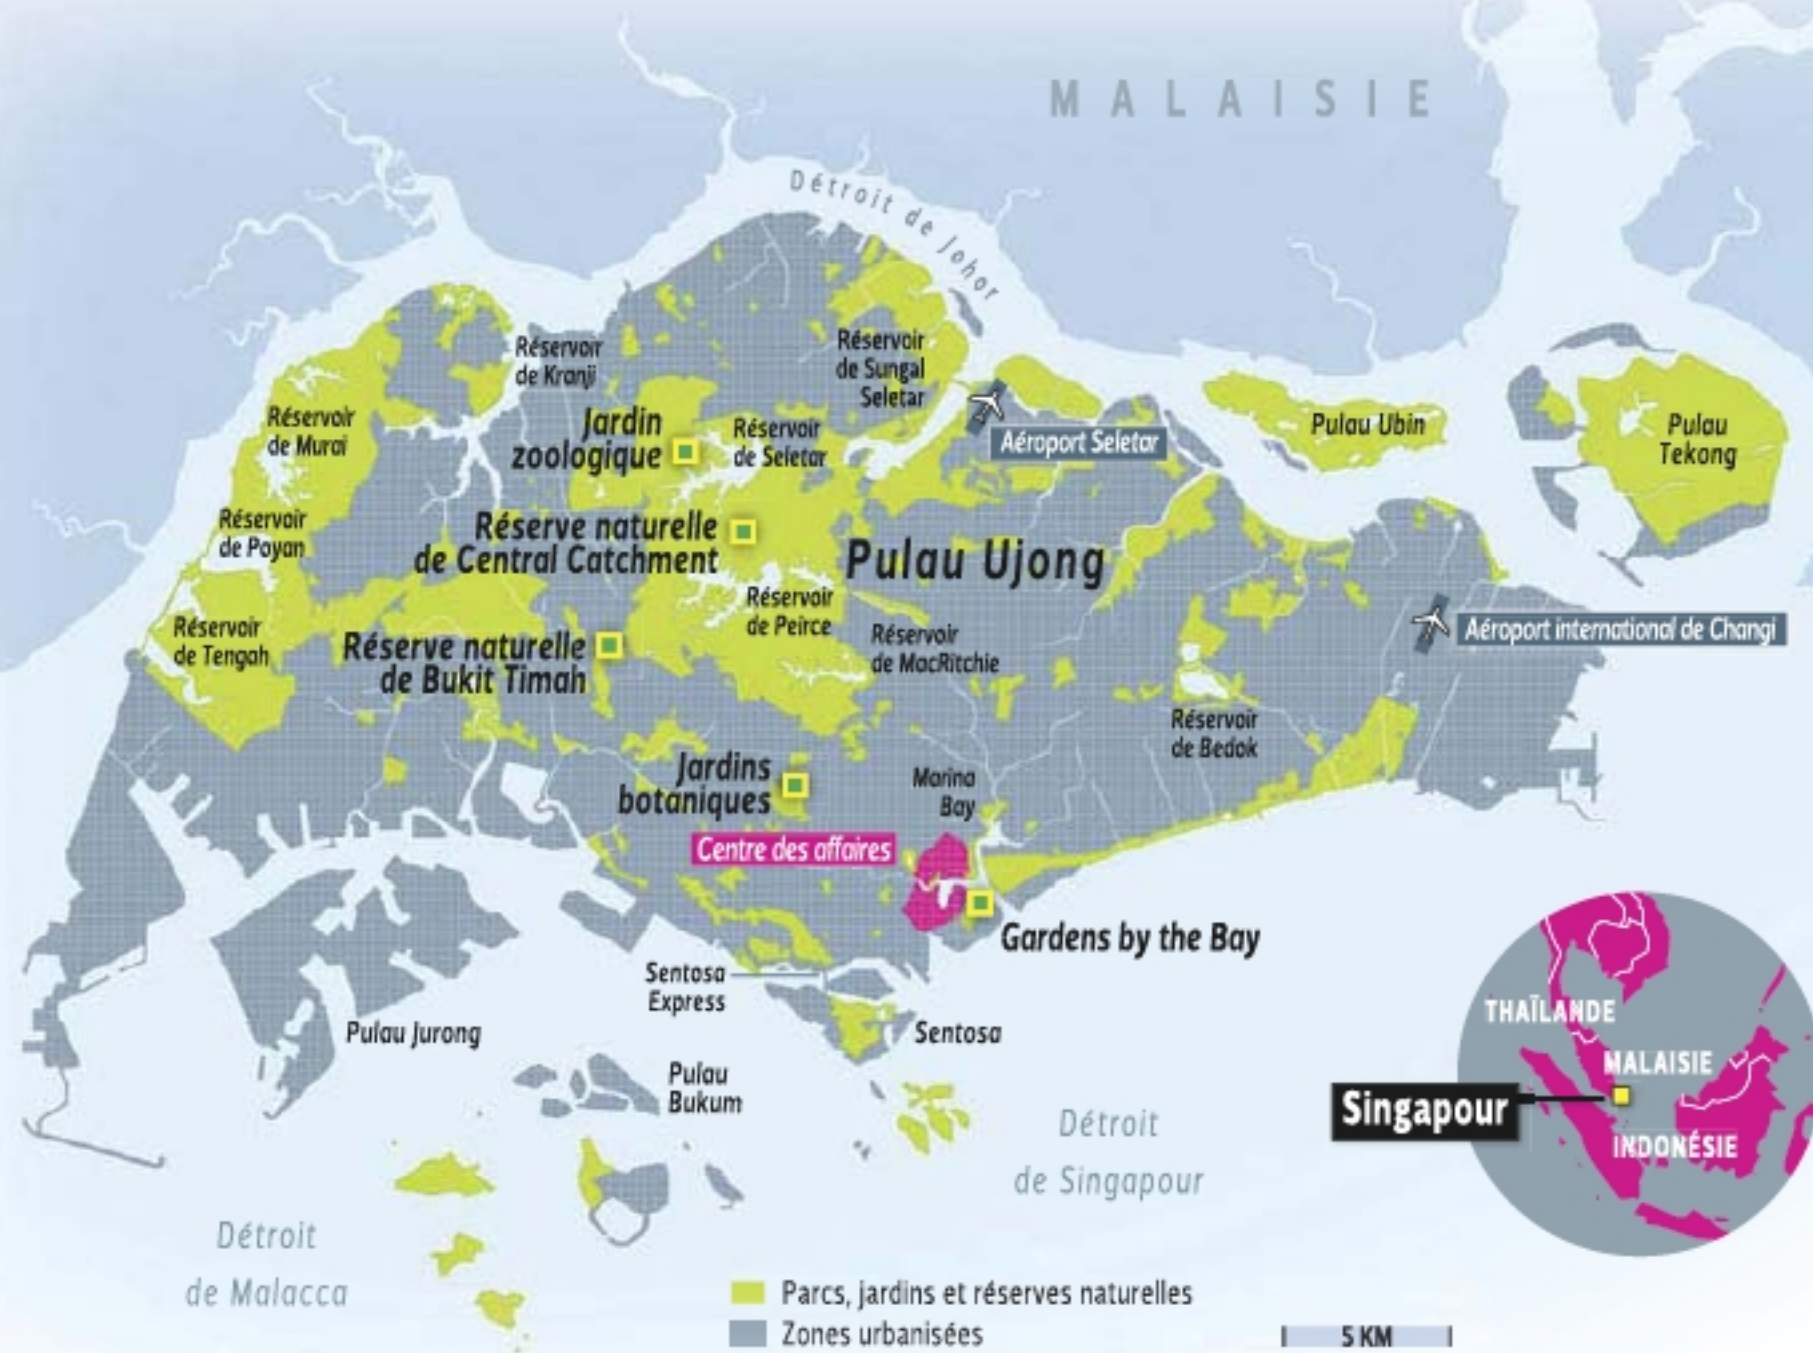 MALAISIE
Détroit de Johor
Réservoir
de Kranji
Réservoir
de Sungal
Seletar
Réservoir
de Murai
Jardin
zoologique
Réservoir
de Seletar
Aéroport Seletar
Pulau Ubin
Pulau
Tekong
Réservoir
de Poyan
Réserve naturelle
de Central Catchment
Pulau Ujong
Réservoir
de Tengah
Réserve naturelle
de Bukit Timah
Réservoir
de Peirce
Réservoir
de MacRitchie
Aéroport international de Changi
Réservoir
de Bedok
Jardins
botaniques
Marina
Bay
Centre des affaires
Gardens by the Bay
Sentosa
Express
Sentosa
Pulau Jurong
Pulau
Bukum
Détroit
de Singapour
Détroit
de Malacca
THAÏLANDE
MALAISIE
Singapour
INDONÉSIE
Parcs, jardins et réserves naturelles
Zones urbanisées
5 KM